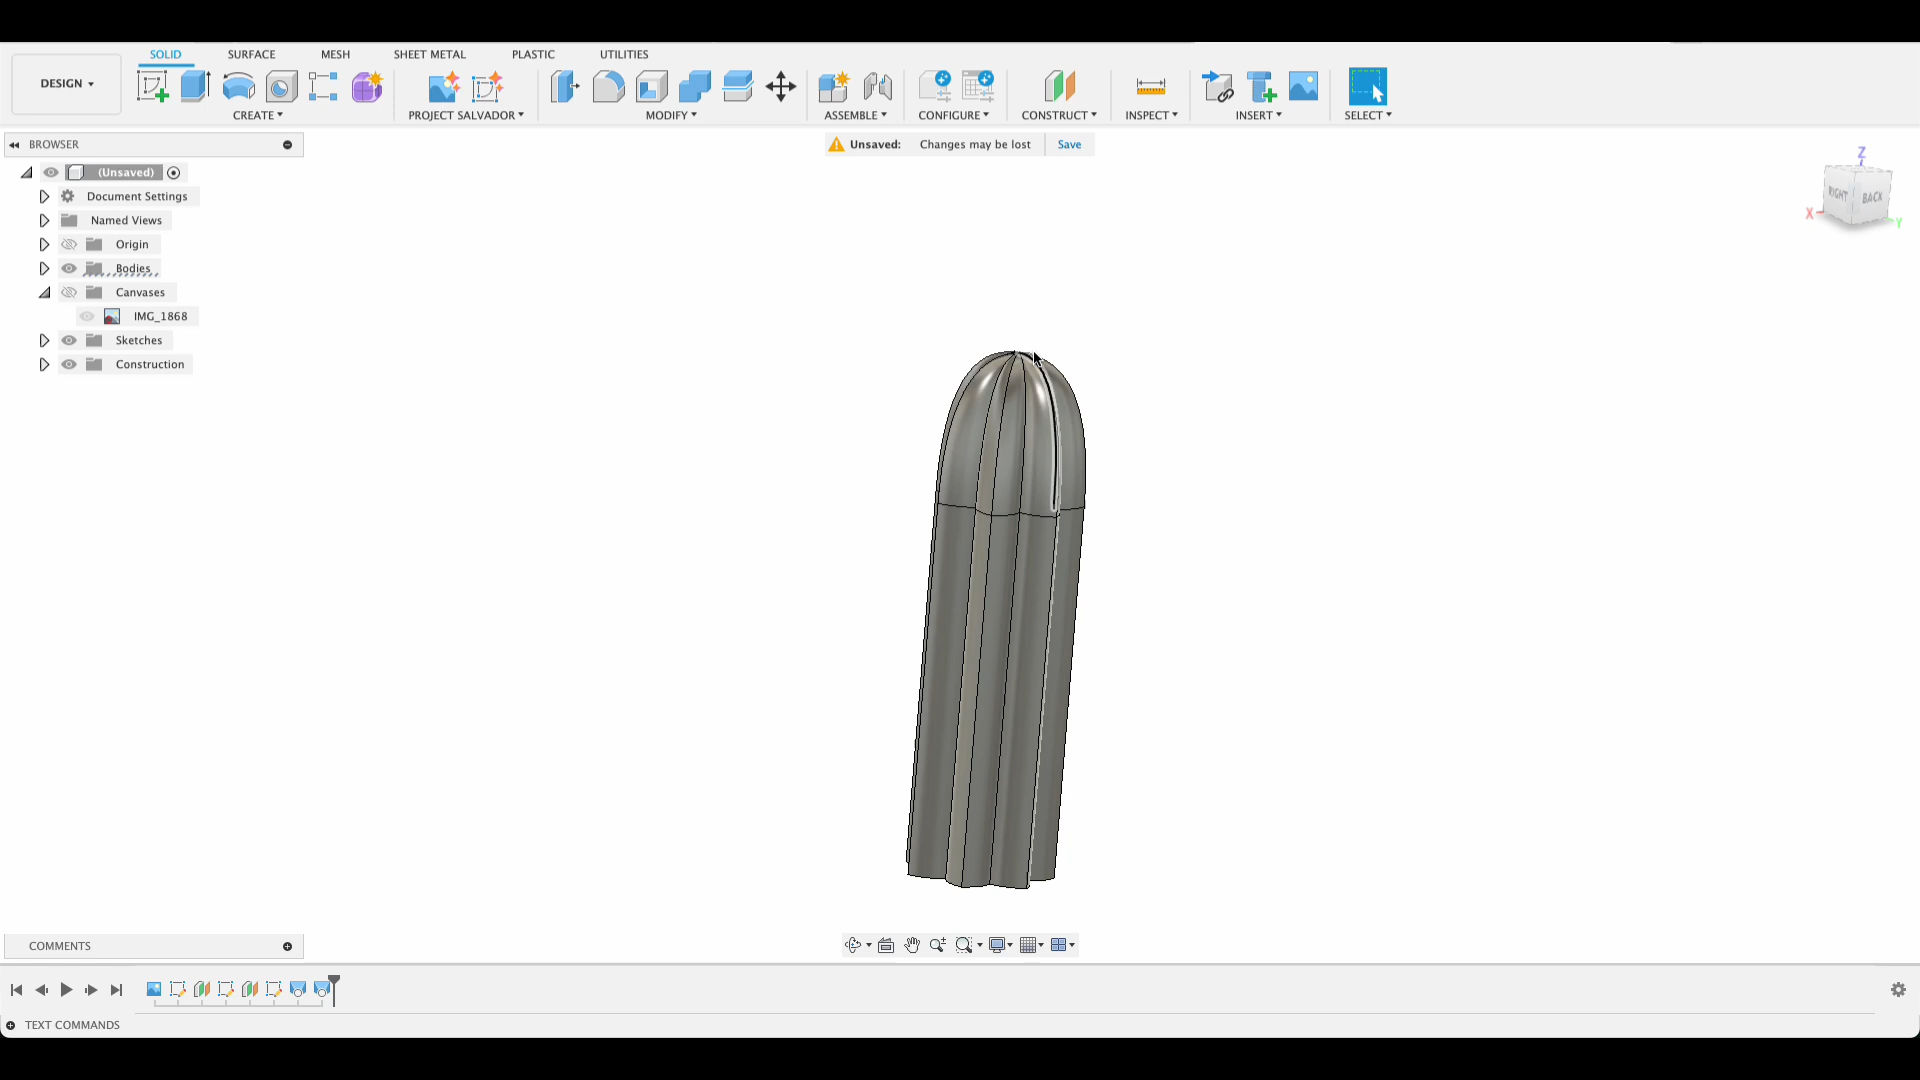 SOLID SURFACE MESH SHEET METAL PLASTIC UTILITIES
DESIGN
CREATE PROJECT SALVADOR MODIFY ASSEMBLE CONFIGURE CONSTRUCT INSPECT INSERT SELECT
BROWSER
Unsaved: Changes may be lost Save
(Unsaved)
Document Settings
Named Views
Origin
Bodies
Canvases
IMG_1868
Sketches
Construction
Z
RIGHT BACK
X
Y
COMMENTS
TEXT COMMANDS